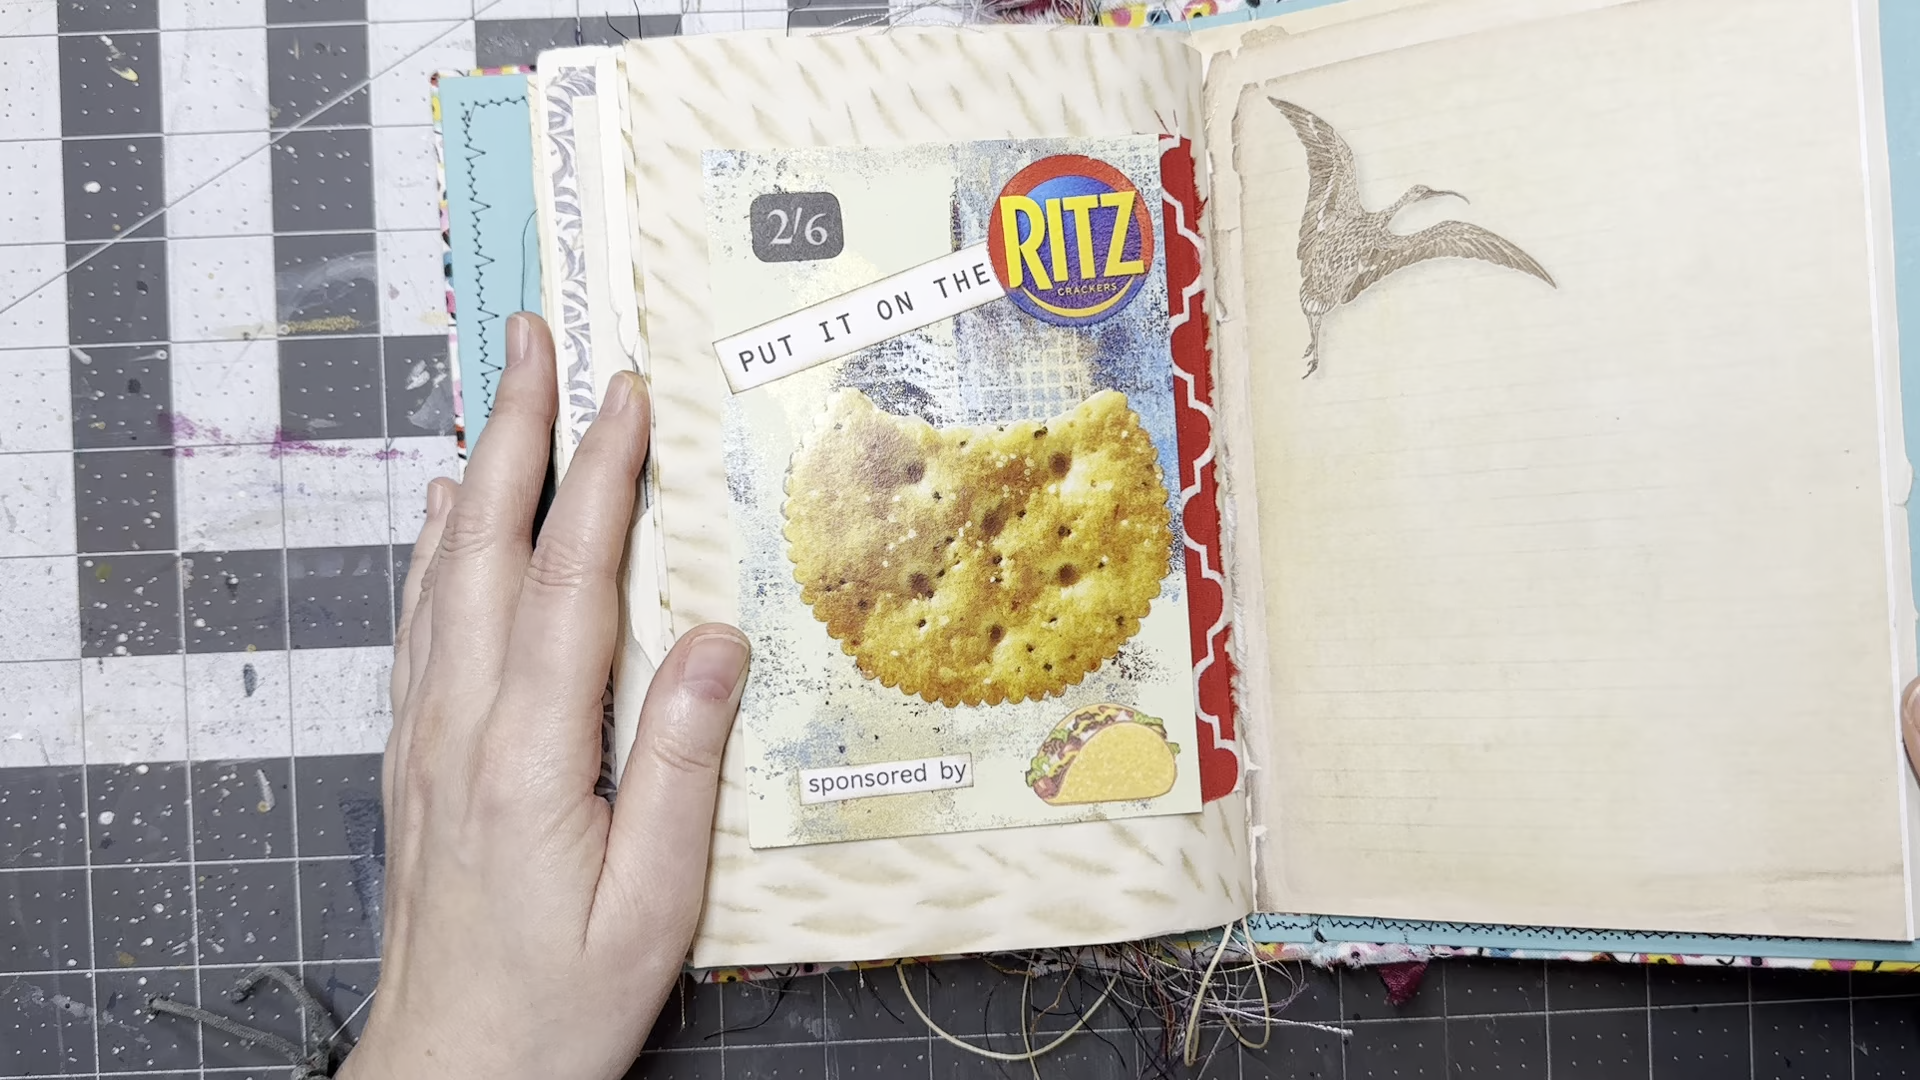 2/6
PUT IT ON THE
RITZ
CRACKERS
sponsored by